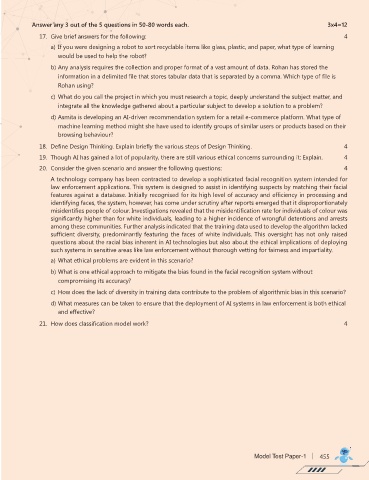 Answer any 3 out of the 5 questions in 50-80 words each. 3x4=12
17. Give brief answers for the following: 4
a) If you were designing a robot to sort recyclable items like glass, plastic, and paper, what type of learning
would be used to help the robot?
b) Any analysis requires the collection and proper format of a vast amount of data. Rohan has stored the
information in a delimited file that stores tabular data that is separated by a comma. Which type of file is
Rohan using?
c) What do you call the project in which you must research a topic, deeply understand the subject matter, and
integrate all the knowledge gathered about a particular subject to develop a solution to a problem?
d) Asmita is developing an AI-driven recommendation system for a retail e-commerce platform. What type of
machine learning method might she have used to identify groups of similar users or products based on their
browsing behaviour?
18. Define Design Thinking. Explain briefly the various steps of Design Thinking. 4
19. Though AI has gained a lot of popularity, there are still various ethical concerns surrounding it. Explain. 4
20. Consider the given scenario and answer the following questions: 4
A technology company has been contracted to develop a sophisticated facial recognition system intended for
law enforcement applications. This system is designed to assist in identifying suspects by matching their facial
features against a database. Initially recognised for its high level of accuracy and efficiency in processing and
identifying faces, the system, however, has come under scrutiny after reports emerged that it disproportionately
misidentifies people of colour. Investigations revealed that the misidentification rate for individuals of colour was
significantly higher than for white individuals, leading to a higher incidence of wrongful detentions and arrests
among these communities. Further analysis indicated that the training data used to develop the algorithm lacked
sufficient diversity, predominantly featuring the faces of white individuals. This oversight has not only raised
questions about the racial bias inherent in AI technologies but also about the ethical implications of deploying
such systems in sensitive areas like law enforcement without thorough vetting for fairness and impartiality.
a) What ethical problems are evident in this scenario?
b) What is one ethical approach to mitigate the bias found in the facial recognition system without
compromising its accuracy?
c) How does the lack of diversity in training data contribute to the problem of algorithmic bias in this scenario?
d) What measures can be taken to ensure that the deployment of AI systems in law enforcement is both ethical
and effective?
21. How does classification model work? 4
Model Test Paper-1 | 455